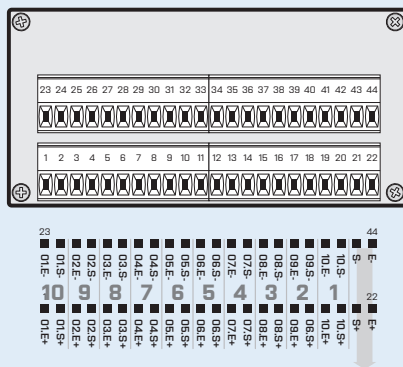 23 24 25 26 27 28 29 30 31 32 33 34 35 36 37 38 39 40 41 42 43 44
1 2 3 4 5 6 7 8 9 10 11 12 13 14 15 16 17 18 19 20 21 22
23 44
01.E- 01.S- 02.E- 02.S- 03.E- 03.S- 04.E- 04.S- 05.E- 05.S- 06.E- 06.S- 07.E- 07.S- 08.E- 08.S- 09.E- 09.S- 10.E- 10.S- S- E-
10 9 8 7 6 5 4 3 2 1 22
01.E+ 01.S+ 02.E+ 02.S+ 03.E+ 03.S+ 04.E+ 04.S+ 05.E+ 05.S+ 06.E+ 06.S+ 07.E+ 07.S+ 08.E+ 08.S+ 09.E+ 06.S+ 10.E+ 10.S+ S+ E+